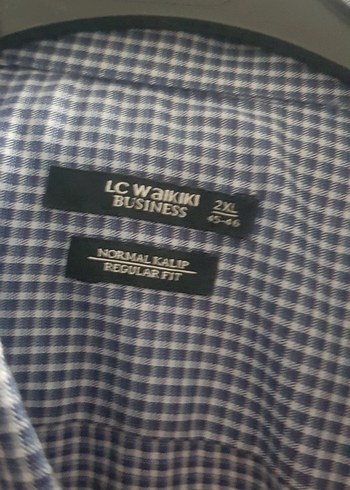 LC Waikiki
BUSINESS
2XL
45-46
NORMAL KALIP
REGULAR FIT